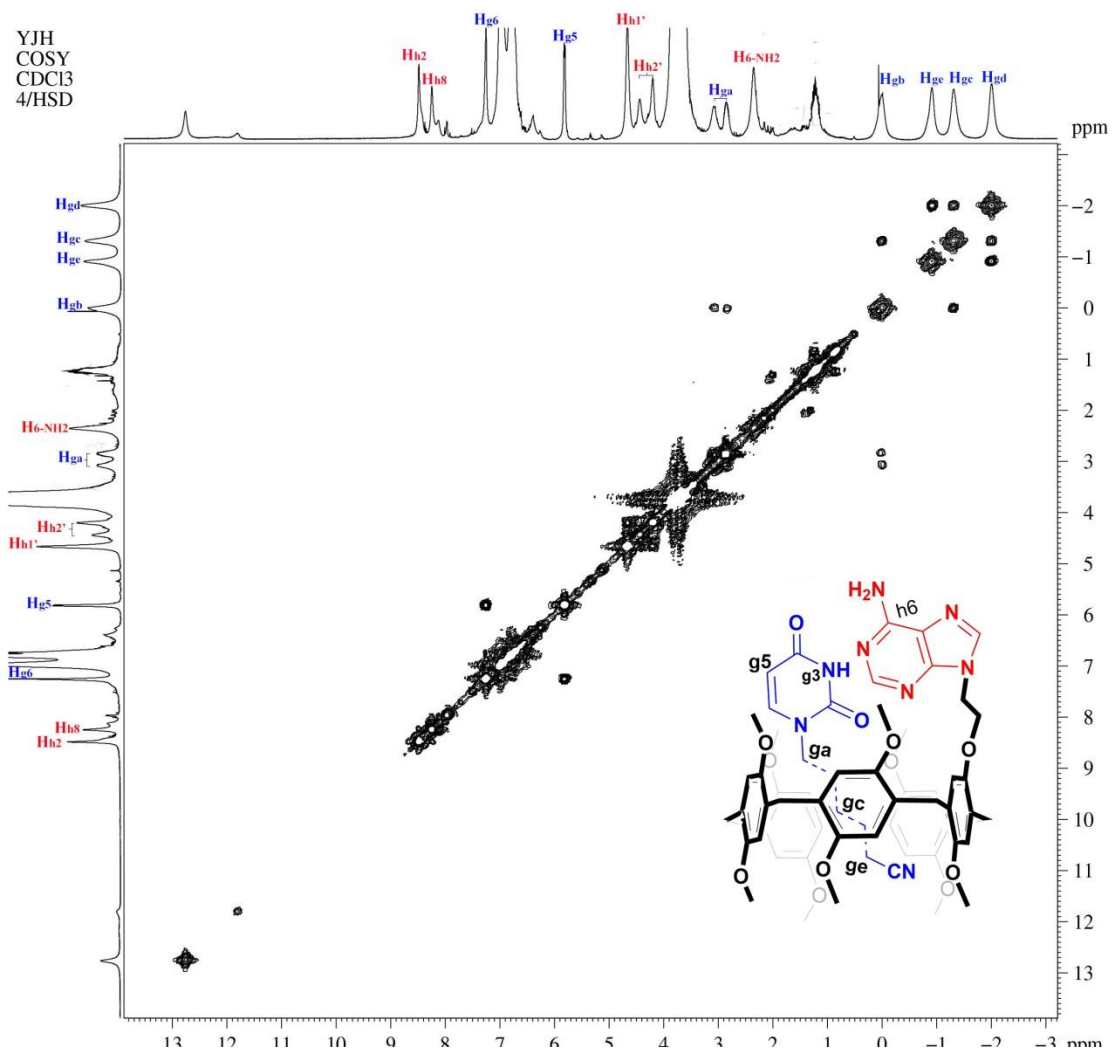 YJH
COSY
CDCl3
4/HSD
Hh2
Hh8
Hg6
Hg5
Hh1'
Hh2'
Hga
H6-NH2
Hgb
Hge
Hgc
Hgd
ppm
Hgd
Hgc
Hge
Hgb
H6-NH2
Hga
Hh2'
Hh1'
Hg5
Hg6
Hh8
Hh2
-2
-1
0
1
2
3
4
5
6
7
8
9
10
11
12
13
H2N
h6
N
N
N
N
N
O
g5
g3
NH
N
O
ga
gc
ge
CN
O
O
O
O
O
O
O
O
O
O
13 12 11 10 9 8 7 6 5 4 3 2 1 0 -1 -2 -3 ppm